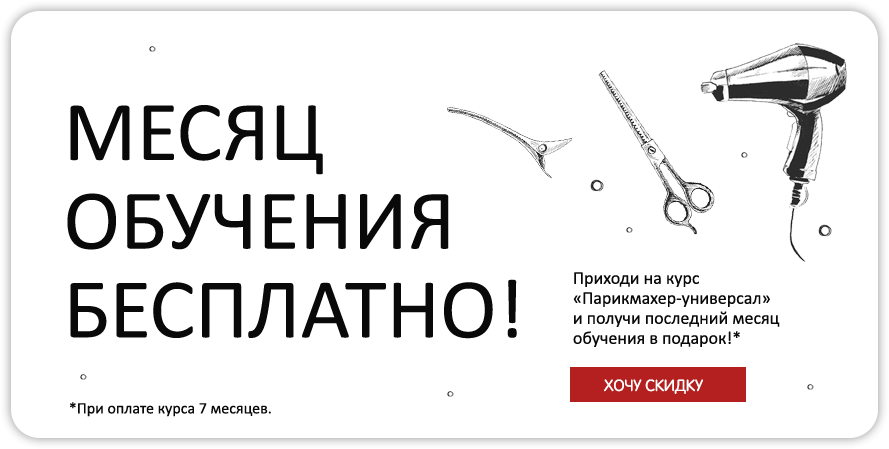 МЕСЯЦ
ОБУЧЕНИЯ
БЕСПЛАТНО!
Приходи на курс
«Парикмахер-универсал»
и получи последний месяц
обучения в подарок!*
ХОЧУ СКИДКУ
*При оплате курса 7 месяцев.